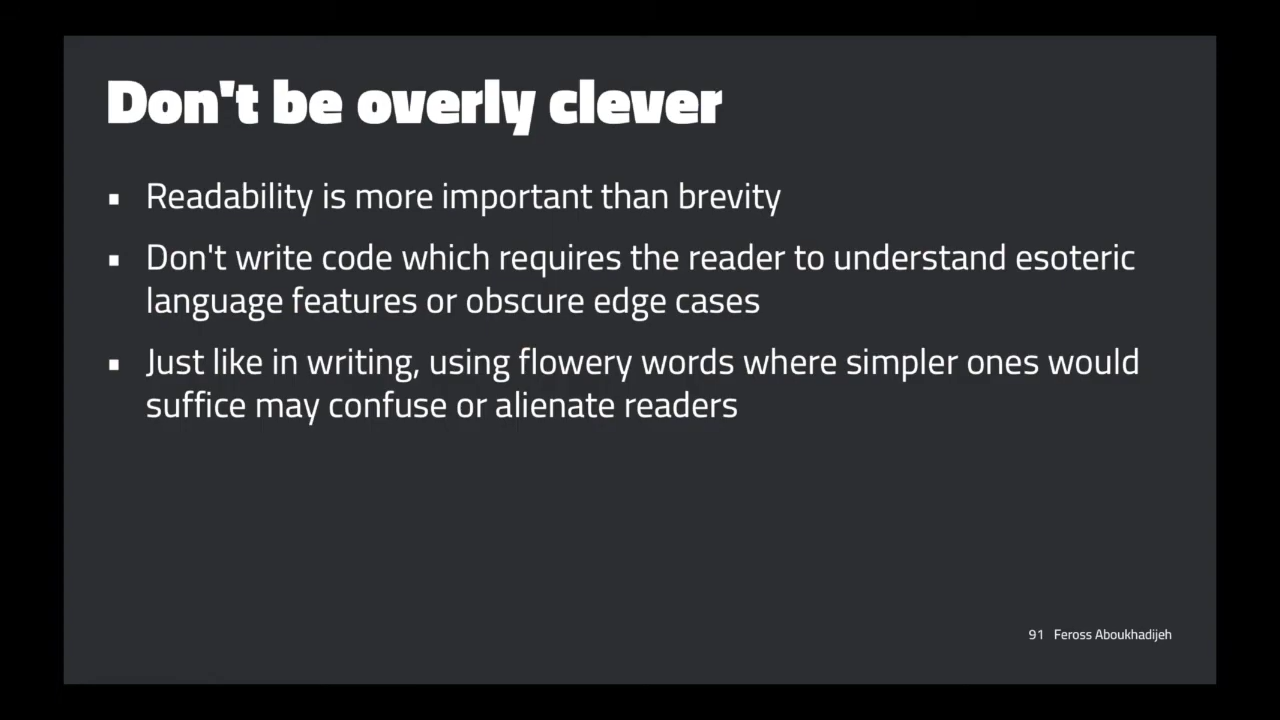 Don't be overly clever
▪ Readability is more important than brevity
▪ Don't write code which requires the reader to understand esoteric
language features or obscure edge cases
▪ Just like in writing, using flowery words where simpler ones would
suffice may confuse or alienate readers
91 Feross Aboukhadijeh